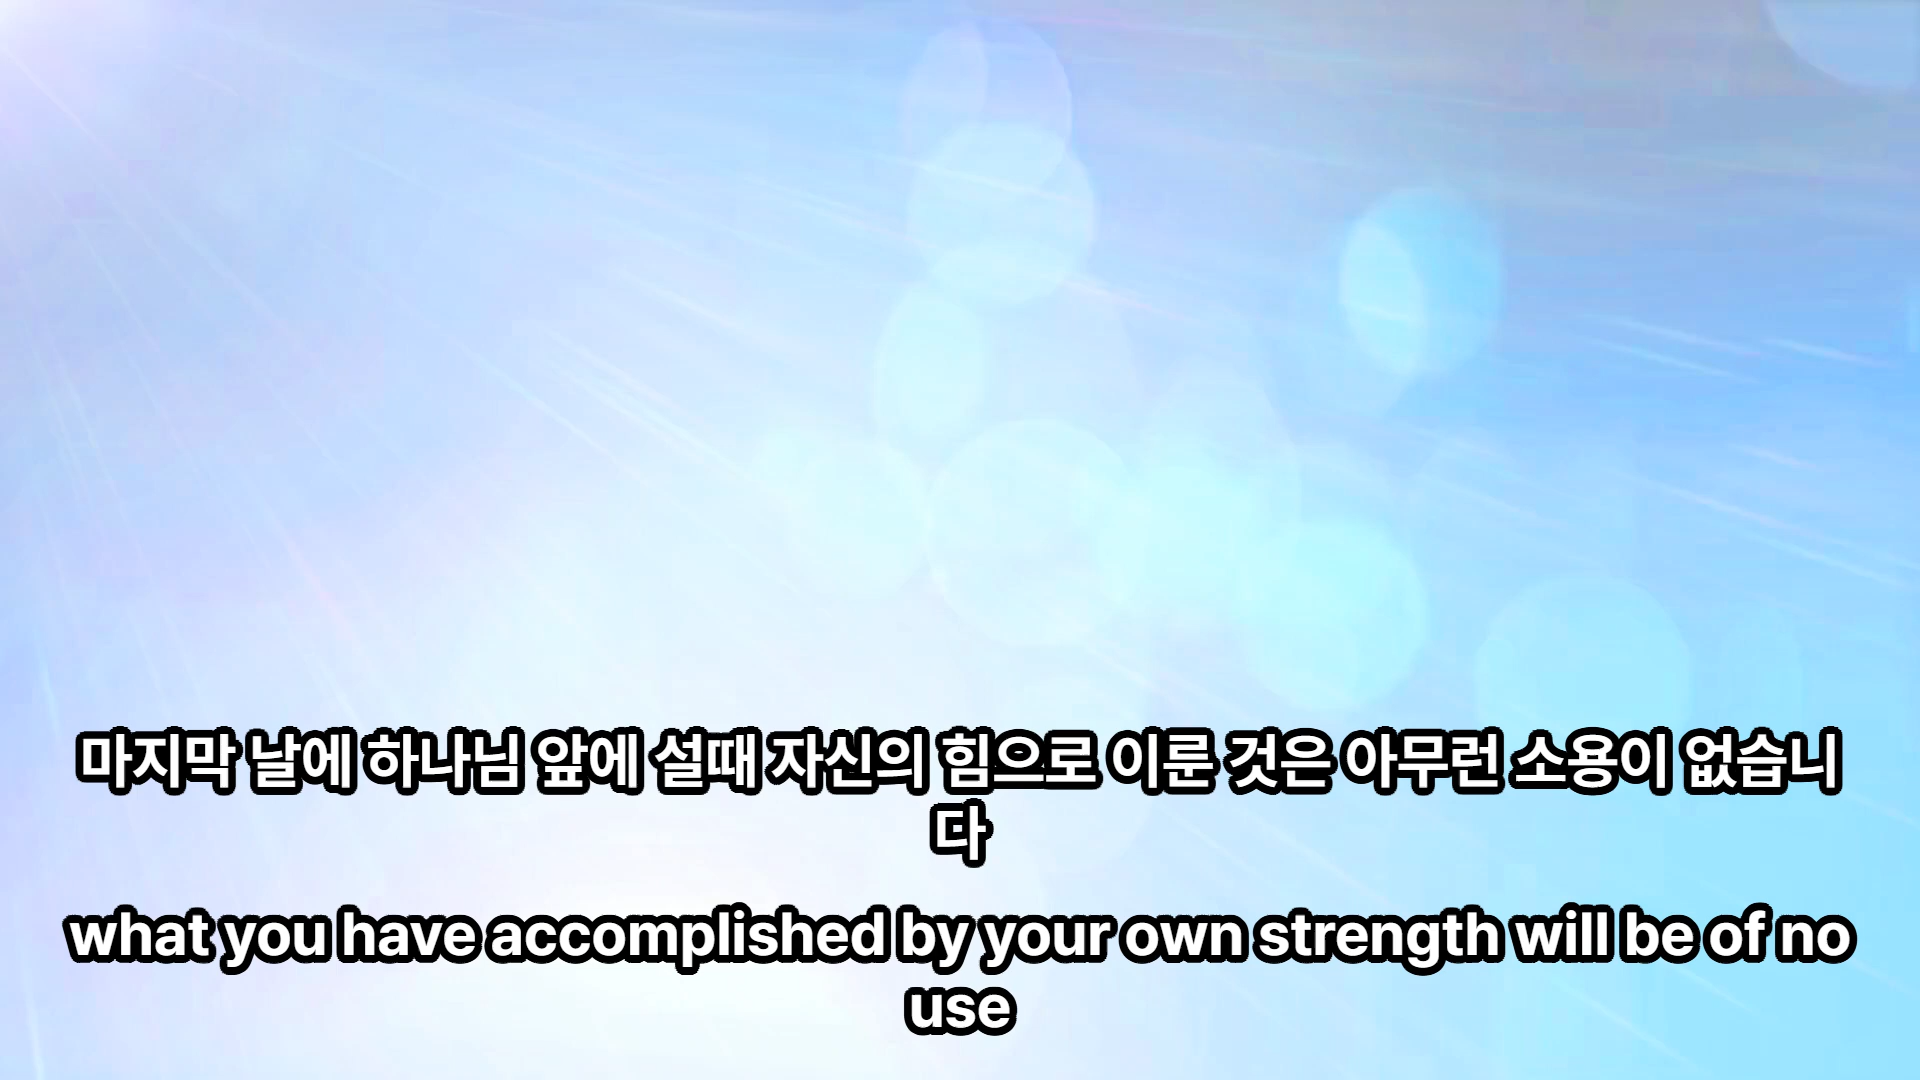 마지막 날에 하나님 앞에 설때 자신의 힘으로 이룬 것은 아무런 소용이 없습니
다
what you have accomplished by your own strength will be of no
use